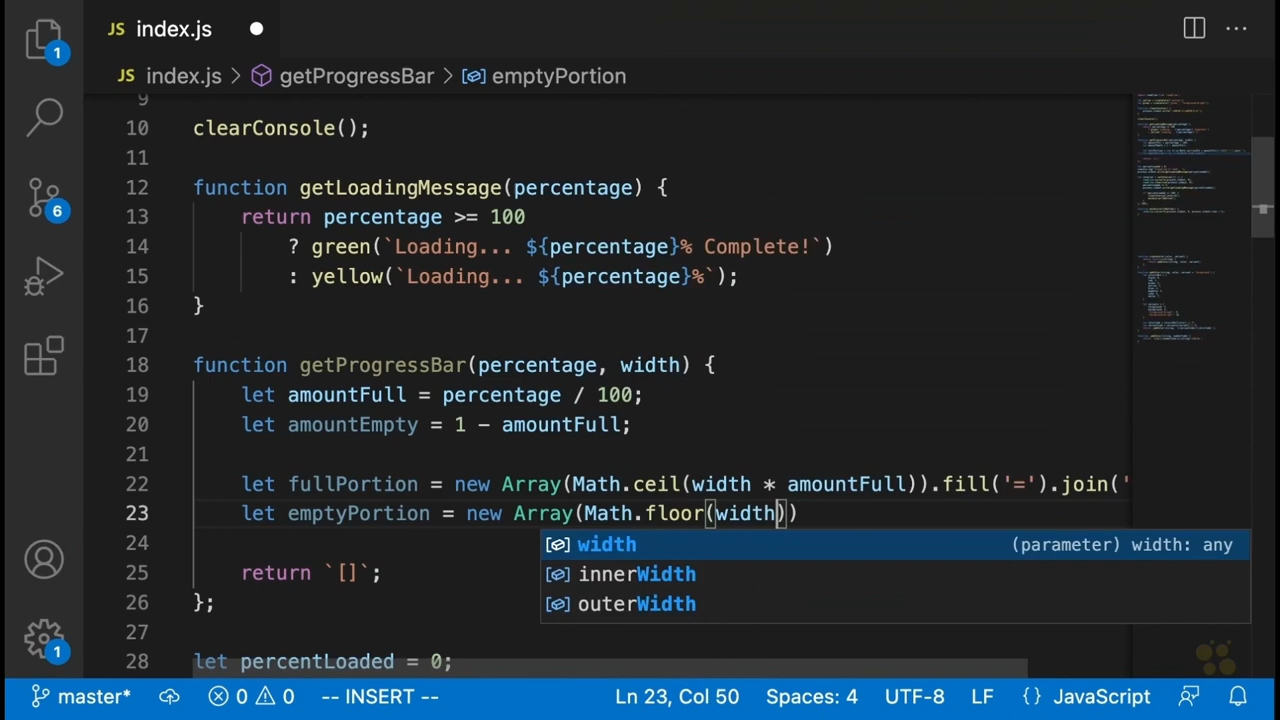 JS index.js
JS index.js > getProgressBar > emptyPortion
9
10 clearConsole();
11
12 function getLoadingMessage(percentage) {
13 return percentage >= 100
14 ? green(`Loading... ${percentage}% Complete!`)
15 : yellow(`Loading... ${percentage}%`);
16 }
17
18 function getProgressBar(percentage, width) {
19 let amountFull = percentage / 100;
20 let amountEmpty = 1 - amountFull;
21
22 let fullPortion = new Array(Math.ceil(width * amountFull)).fill('=').join('
23 let emptyPortion = new Array(Math.floor(width))
width (parameter) width: any
24
innerWidth
25 return `[]`;
outerWidth
26 };
27
28 let percentLoaded = 0;
1
6
1
master* 0 0 -- INSERT -- Ln 23, Col 50 Spaces: 4 UTF-8 LF {} JavaScript